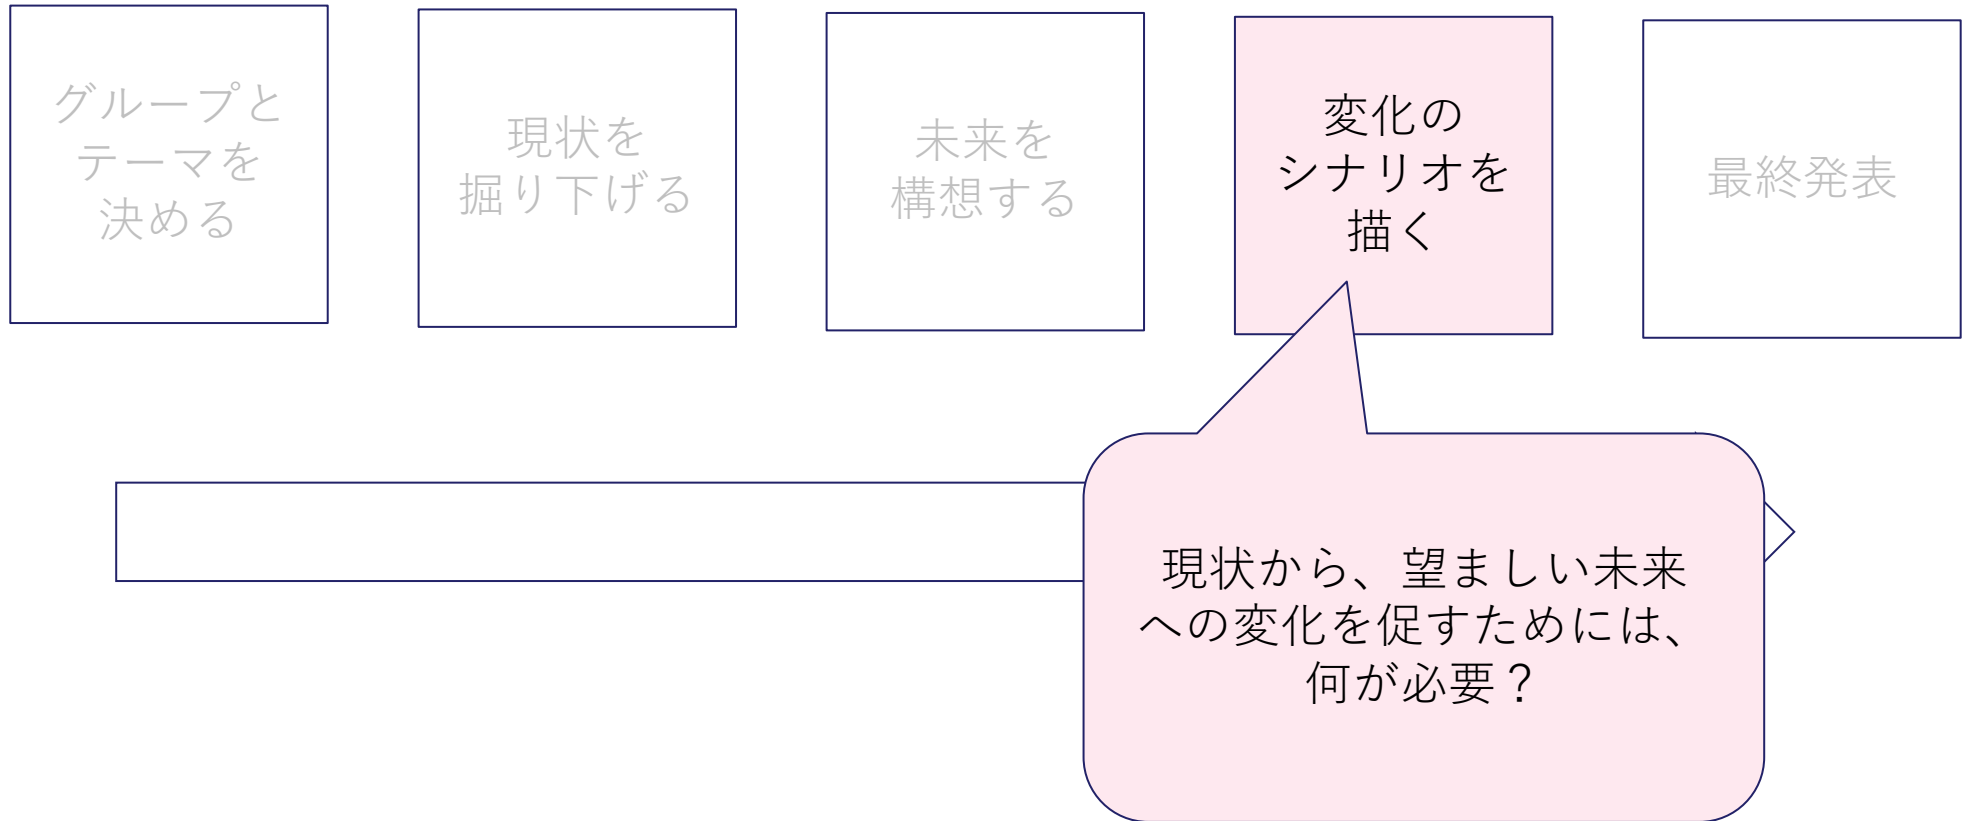 グループと
テーマを
決める
現状を
掘り下げる
未来を
構想する
変化の
シナリオを
描く
最終発表
現状から、望ましい未来
への変化を促すためには、
何が必要？